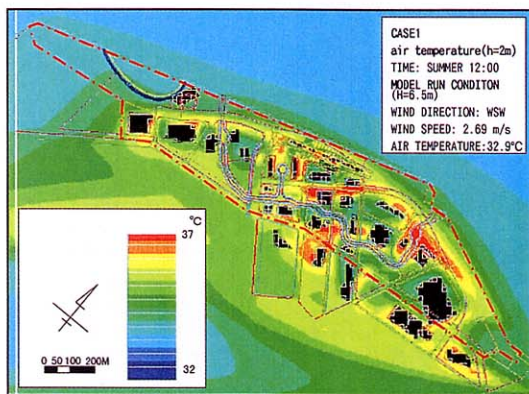 CASE1
air temperature(h=2m)
TIME: SUMMER 12:00
MODEL RUN CONDITON
(H=6.5m)
WIND DIRECTION: WSW
WIND SPEED: 2.69 m/s
AIR TEMPERATURE:32.9°C
°C
37
32
0 50 100 200M